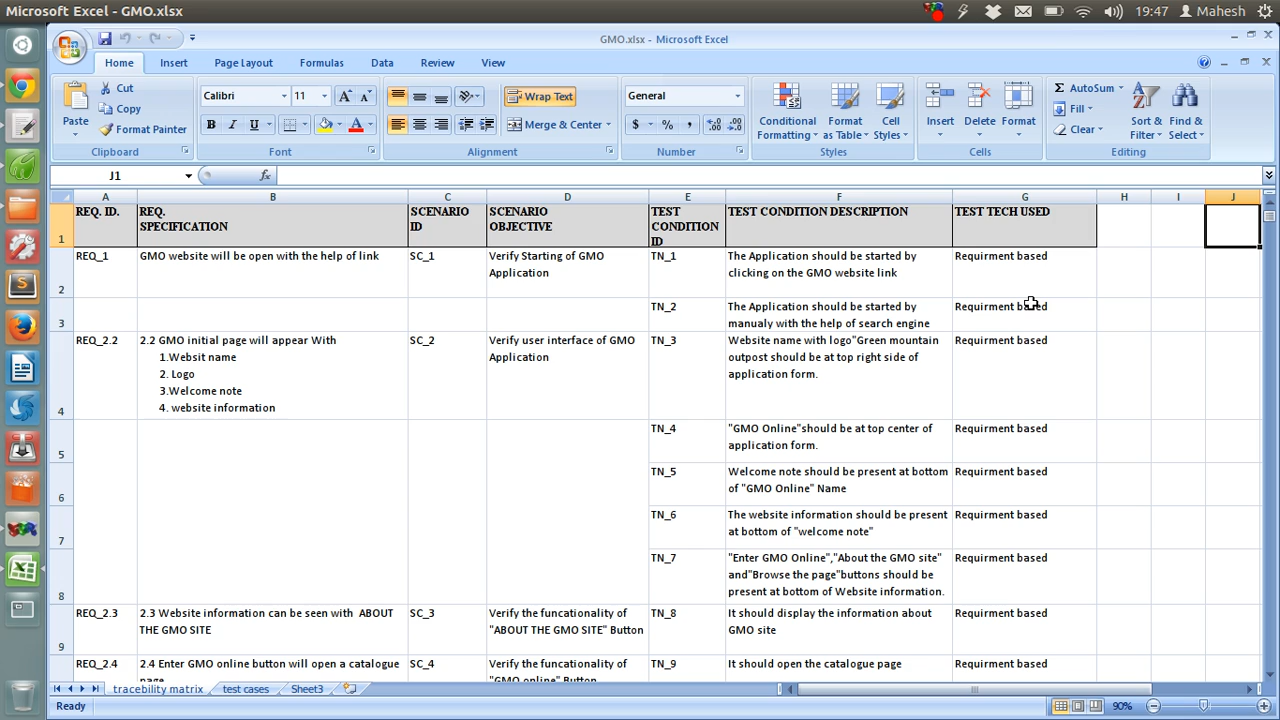 Microsoft Excel - GMO.xlsx
19:47
Mahesh
GMO.xlsx - Microsoft Excel
Home
Insert
Page Layout
Formulas
Data
Review
View
Paste
Cut
Copy
Format Painter
Clipboard
Calibri
11
B I U
Font
Wrap Text
Merge & Center
Alignment
General
$ % ,
Number
Conditional
Formatting
Format
as Table
Cell
Styles
Styles
Insert
Delete
Format
Cells
AutoSum
Fill
Clear
Sort &
Filter
Find &
Select
Editing
J1
fx
A B C D E F G H I J
1
REQ. ID.
REQ.
SPECIFICATION
SCENARIO
ID
SCENARIO
OBJECTIVE
TEST
CONDITION
ID
TEST CONDITION DESCRIPTION
TEST TECH USED
2
REQ_1
GMO website will be open with the help of link
SC_1
Verify Starting of GMO
Application
TN_1
The Application should be started by
clicking on the GMO website link
Requirment based
3
TN_2
The Application should be started by
manualy with the help of search engine
Requirment based
4
REQ_2.2
2.2 GMO initial page will appear With
1.Websit name
2. Logo
3.Welcome note
4. website information
SC_2
Verify user interface of GMO
Application
TN_3
Website name with logo"Green mountain
outpost should be at top right side of
application form.
Requirment based
5
TN_4
"GMO Online"should be at top center of
application form.
Requirment based
6
TN_5
Welcome note should be present at bottom
of "GMO Online" Name
Requirment based
7
TN_6
The website information should be present
at bottom of "welcome note"
Requirment based
8
TN_7
"Enter GMO Online","About the GMO site"
and"Browse the page"buttons should be
present at bottom of Website information.
Requirment based
9
REQ_2.3
2.3 Website information can be seen with  ABOUT
THE GMO SITE
SC_3
Verify the funcationality of
"ABOUT THE GMO SITE" Button
TN_8
It should display the information about
GMO site
Requirment based
REQ_2.4
2.4 Enter GMO online button will open a catalogue
page
SC_4
Verify the funcationality of
"GMO online" Button
TN_9
It should open the catalogue page
Requirment based
tracebility matrix
test cases
Sheet3
Ready
90%